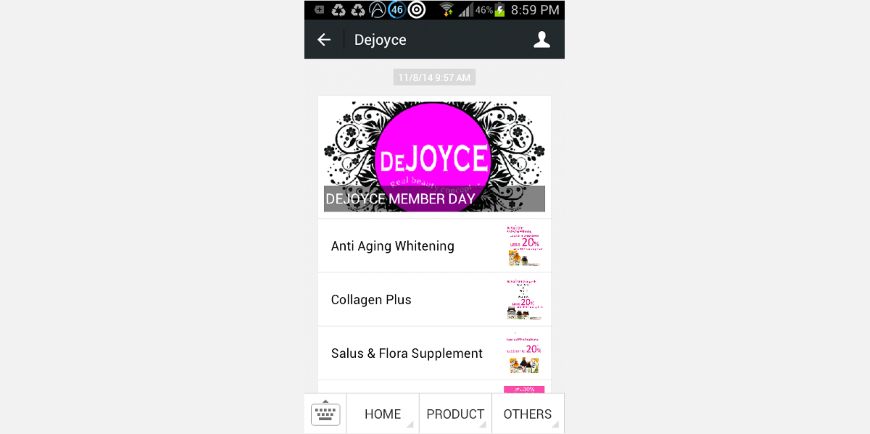 46
46%
8:59 PM
Dejoyce
11/8/14 9:57 AM
DEJOYCE
Real beauty concept
DEJOYCE MEMBER DAY
Anti Aging Whitening
20%
Collagen Plus
20%
Salus & Flora Supplement
20%
HOME
PRODUCT
OTHERS